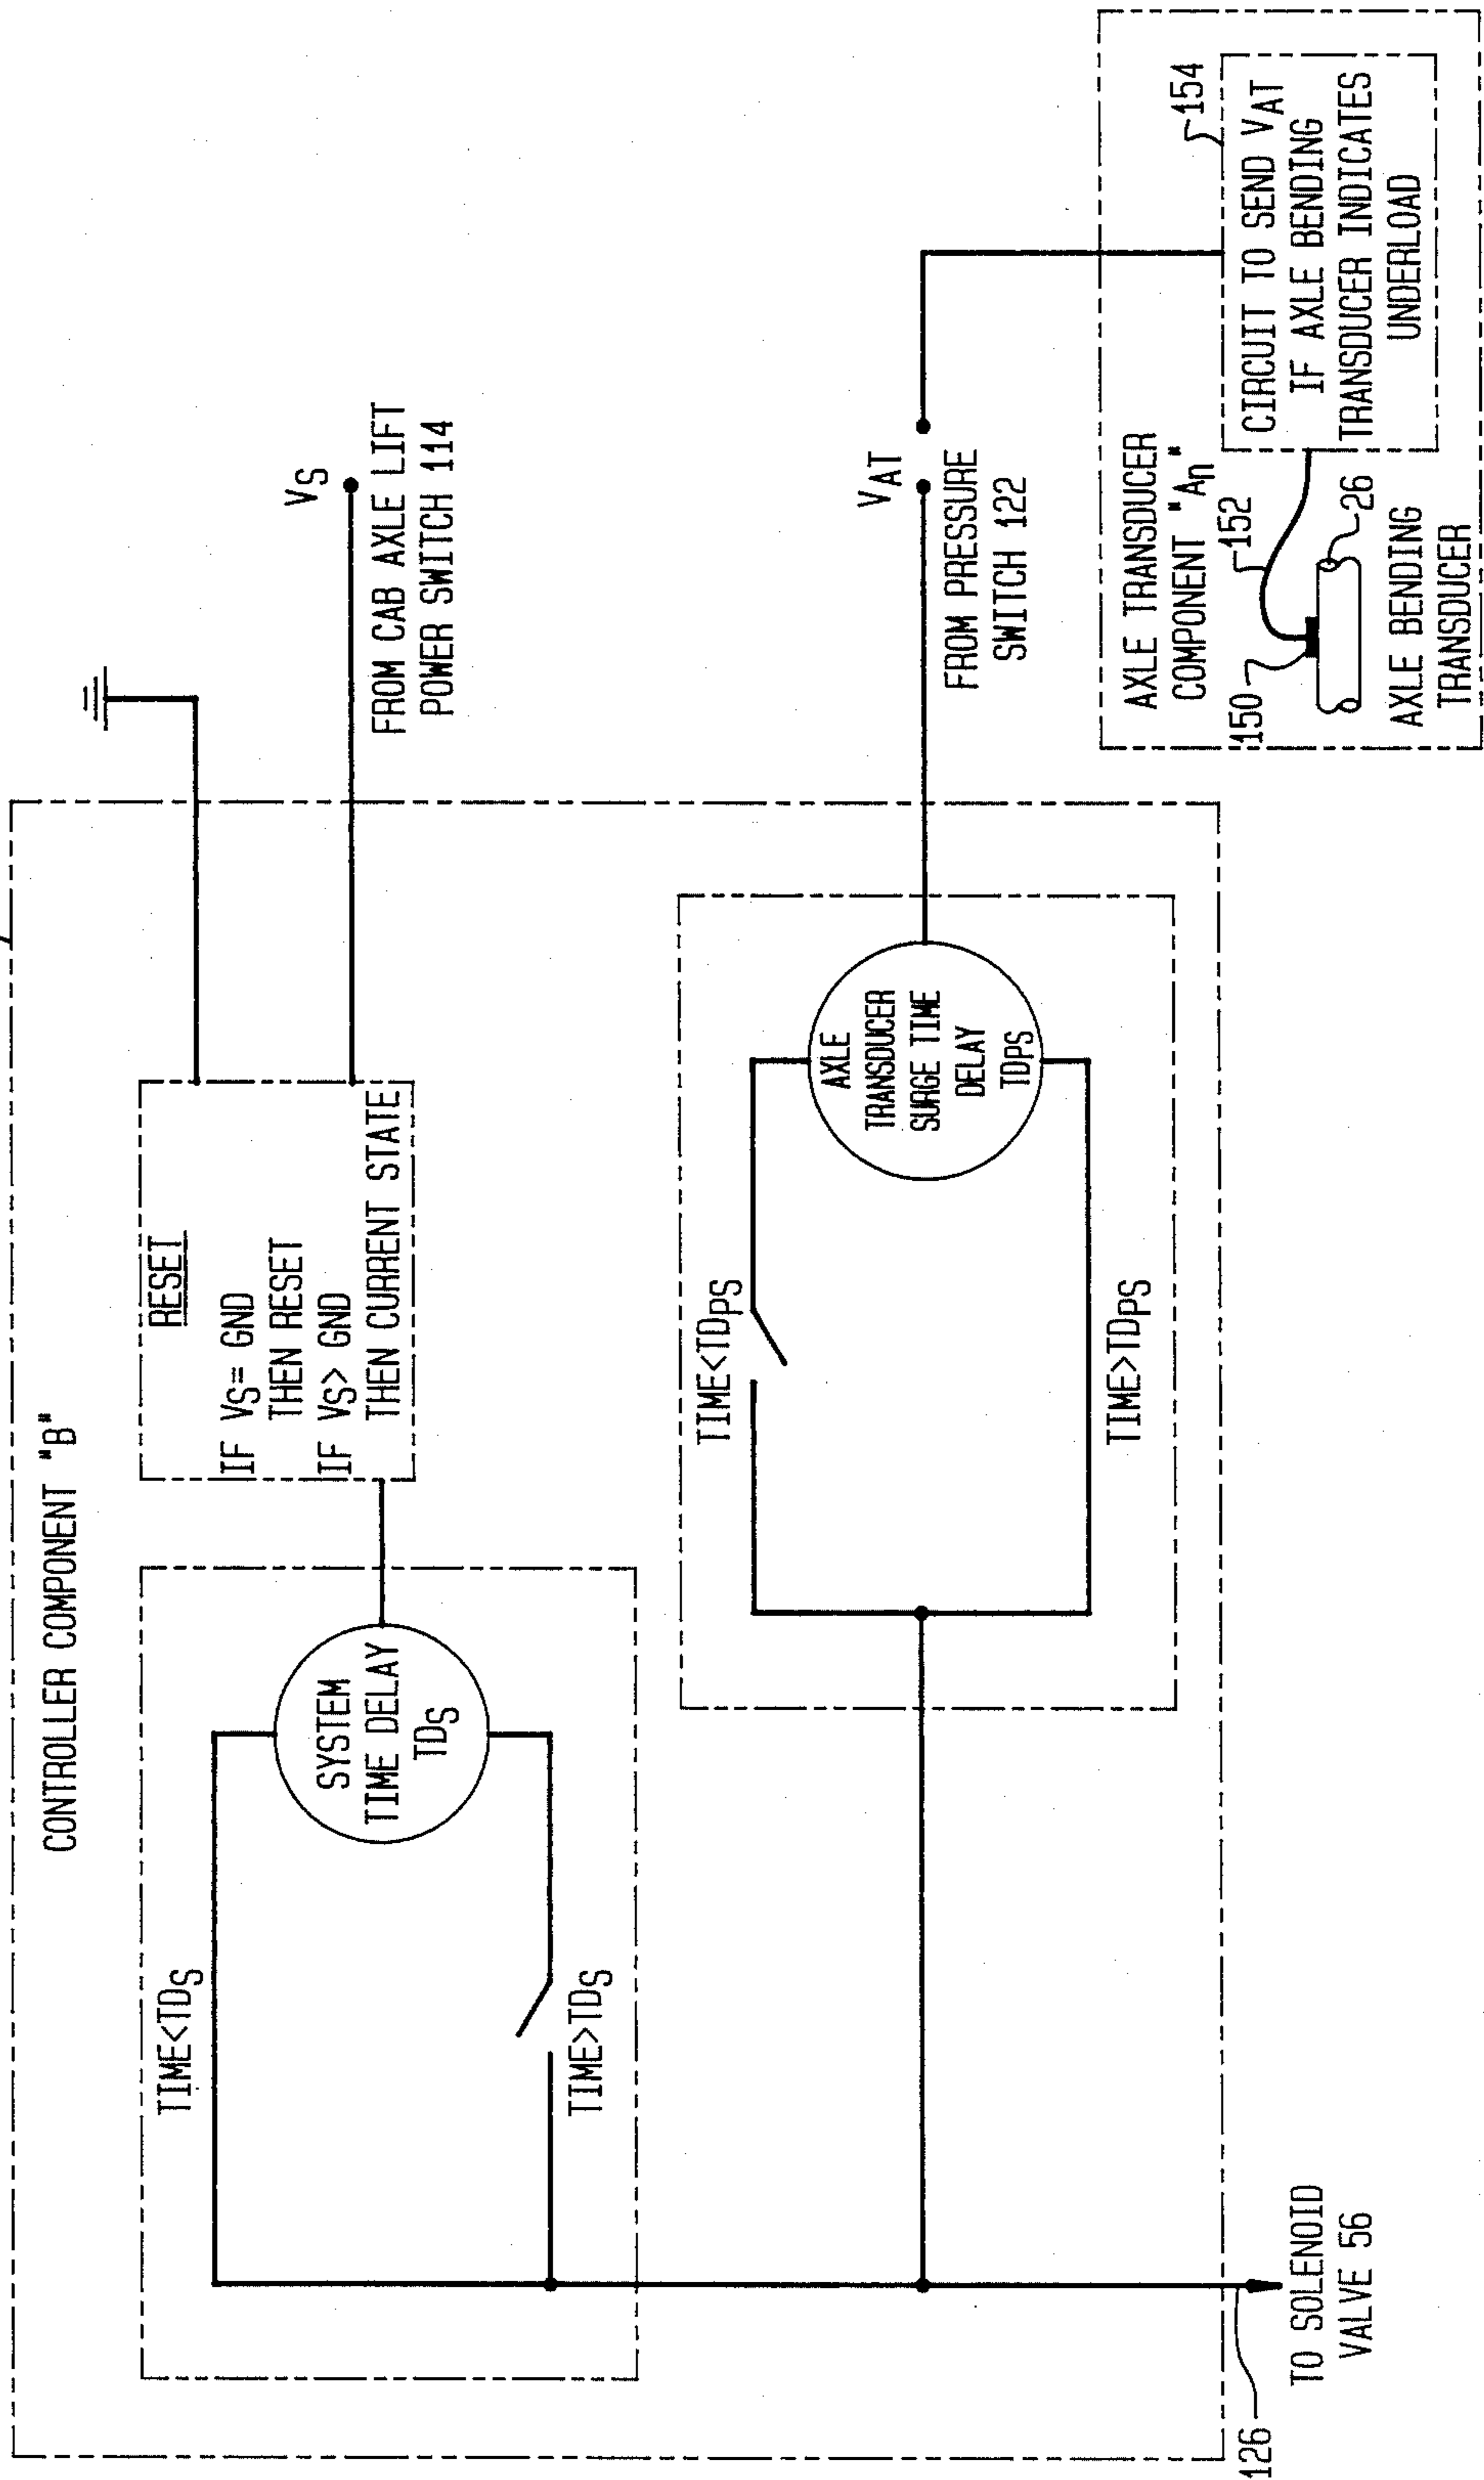 CONTROLLER COMPONENT "B"
SYSTEM
TIME DELAY
TDS
TIME<TDS
TIME>TDS
RESET
IF VS= GND
THEN RESET
IF VS> GND
THEN CURRENT STATE
VS
FROM CAB AXLE LIFT
POWER SWITCH 114
TIME<TDPS
TIME>TDPS
AXLE
TRANSDUCER
SURGE TIME
DELAY
TDPS
VAT
FROM PRESSURE
SWITCH 122
126
TO SOLENOID
VALVE 56
AXLE TRANSDUCER
COMPONENT "An"
150
152
26
AXLE BENDING
TRANSDUCER
154
CIRCUIT TO SEND VAT
IF AXLE BENDING
TRANSDUCER INDICATES
UNDERLOAD